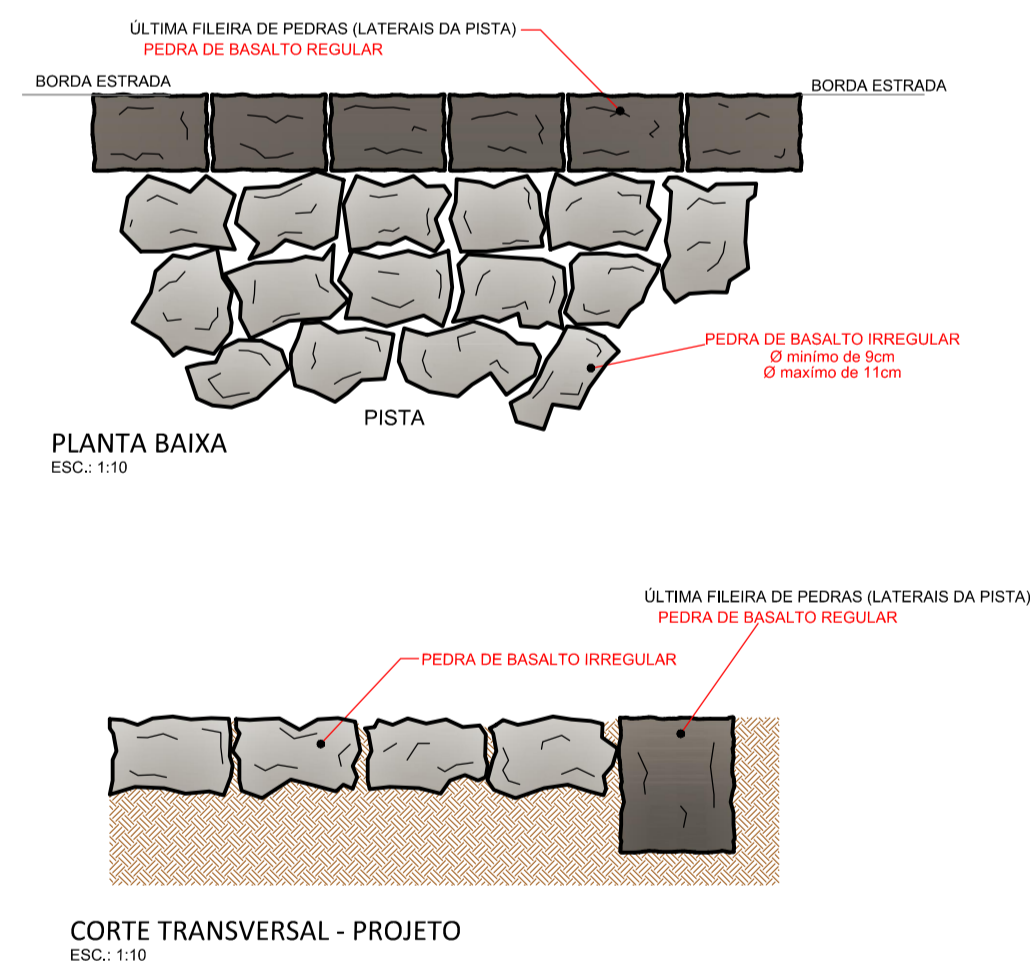 ÚLTIMA FILEIRA DE PEDRAS (LATERAIS DA PISTA)
PEDRA DE BASALTO REGULAR
BORDA ESTRADA
BORDA ESTRADA
PEDRA DE BASALTO IRREGULAR
Ø minímo de 9cm
Ø maxímo de 11cm
PISTA
PLANTA BAIXA
ESC.: 1:10
ÚLTIMA FILEIRA DE PEDRAS (LATERAIS DA PISTA)
PEDRA DE BASALTO REGULAR
PEDRA DE BASALTO IRREGULAR
CORTE TRANSVERSAL - PROJETO
ESC.: 1:10